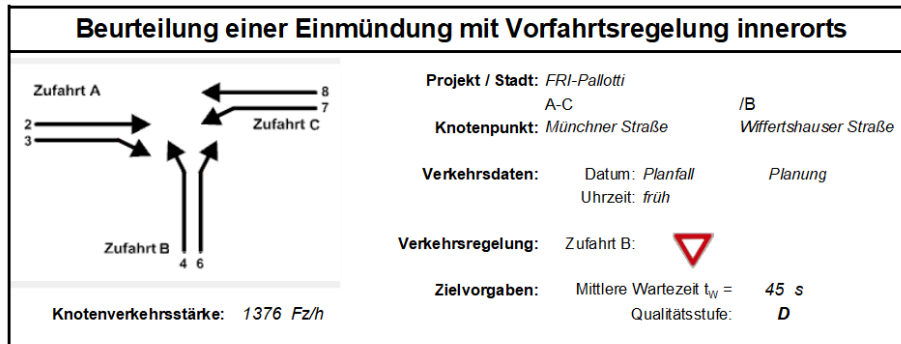 Beurteilung einer Einmündung mit Vorfahrtsregelung innerorts
Zufahrt A
8
7
Zufahrt C
2
3
Zufahrt B
4 6
Knotenverkehrsstärke: 1376 Fz/h
Projekt / Stadt: FRI-Pallotti
A-C /B
Knotenpunkt: Münchner Straße Wiffertshauser Straße
Verkehrsdaten: Datum: Planfall Planung
Uhrzeit: früh
Verkehrsregelung: Zufahrt B:
Zielvorgaben: Mittlere Wartezeit tW = 45 s
Qualitätsstufe: D